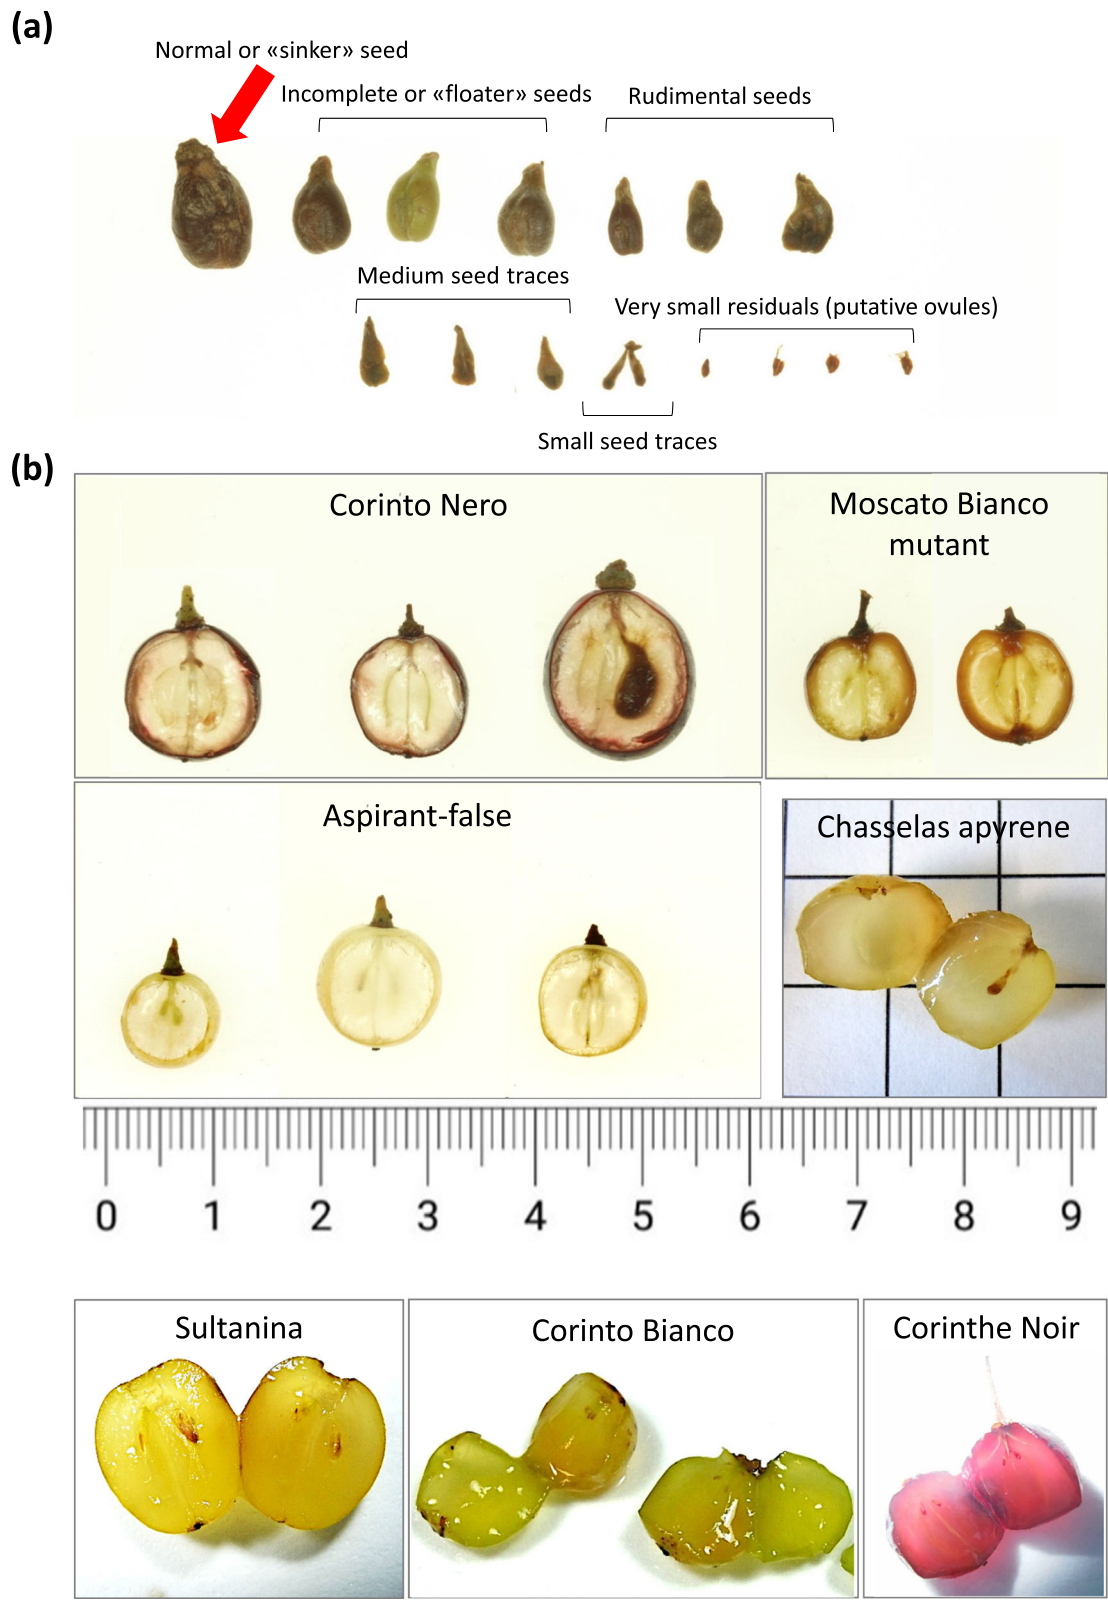 (a)
Normal or «sinker» seed
Incomplete or «floater» seeds
Rudimental seeds
Medium seed traces
Very small residuals (putative ovules)
Small seed traces
(b)
Corinto Nero
Moscato Bianco
mutant
Aspirant-false
Chasselas apyrene
0 1 2 3 4 5 6 7 8 9
Sultanina
Corinto Bianco
Corinthe Noir